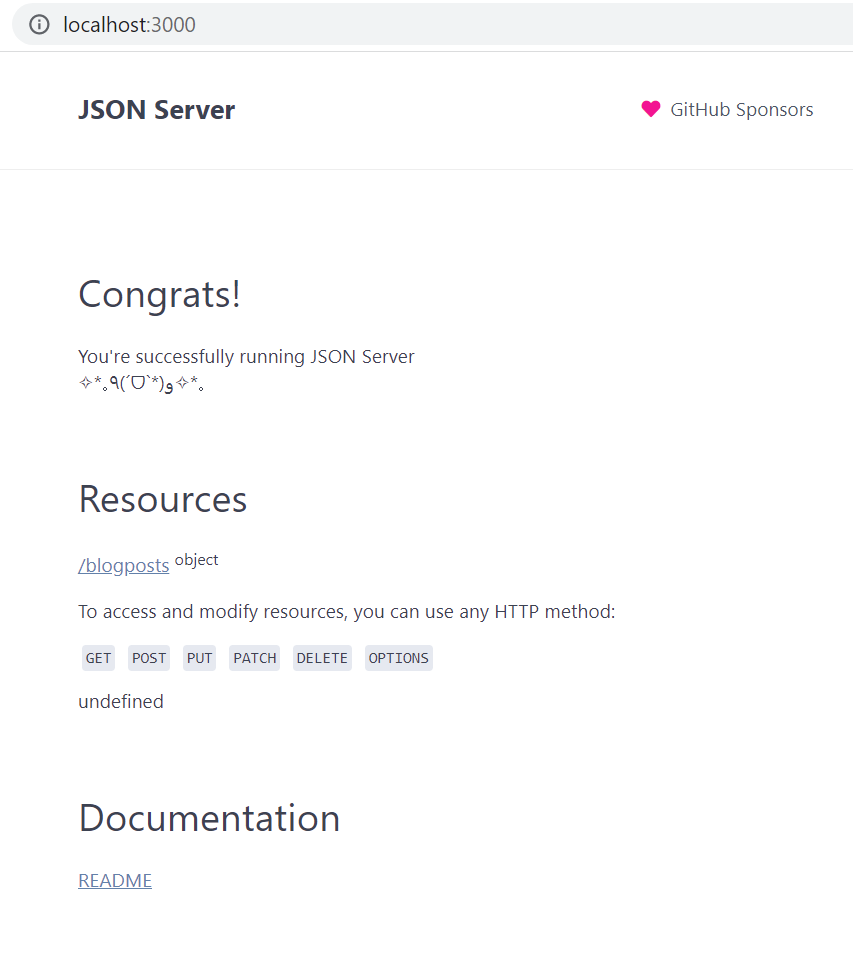 localhost:3000
JSON Server
GitHub Sponsors
Congrats!
You're successfully running JSON Server
✧*｡٩(ˊᗜˋ*)و✧*｡
Resources
/blogposts object
To access and modify resources, you can use any HTTP method:
GET POST PUT PATCH DELETE OPTIONS
undefined
Documentation
README